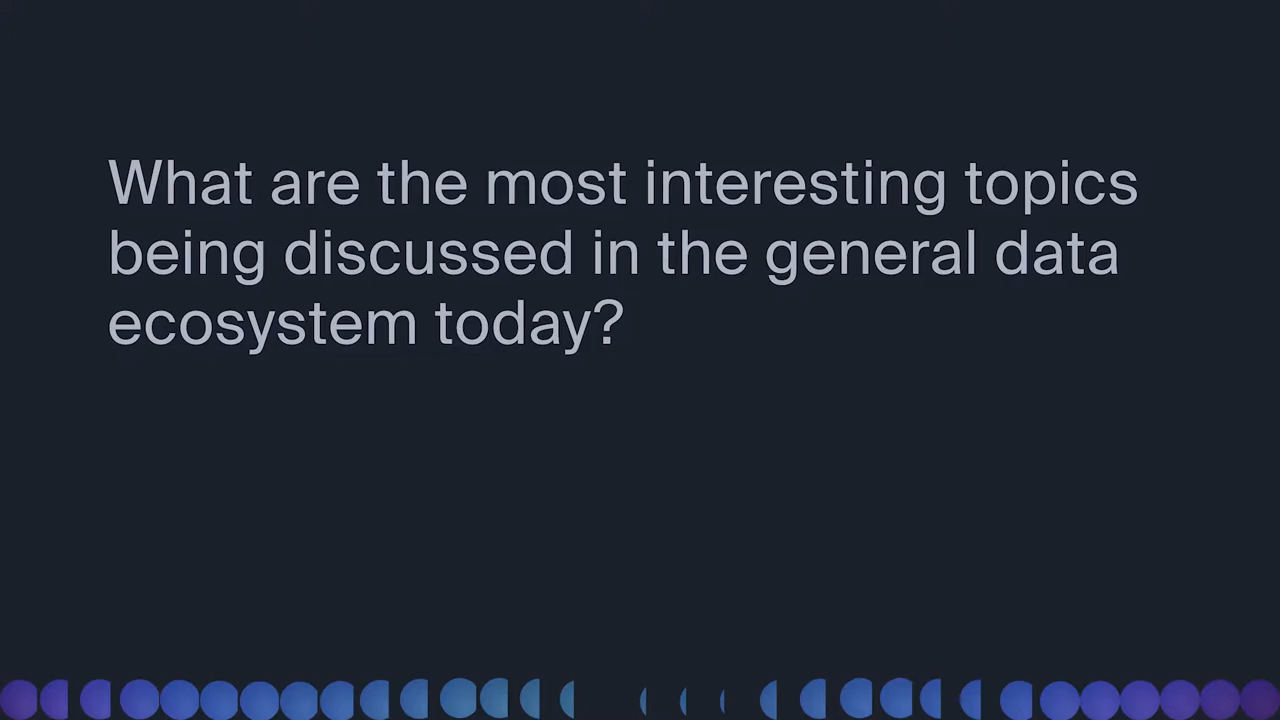 What are the most interesting topics
being discussed in the general data
ecosystem today?